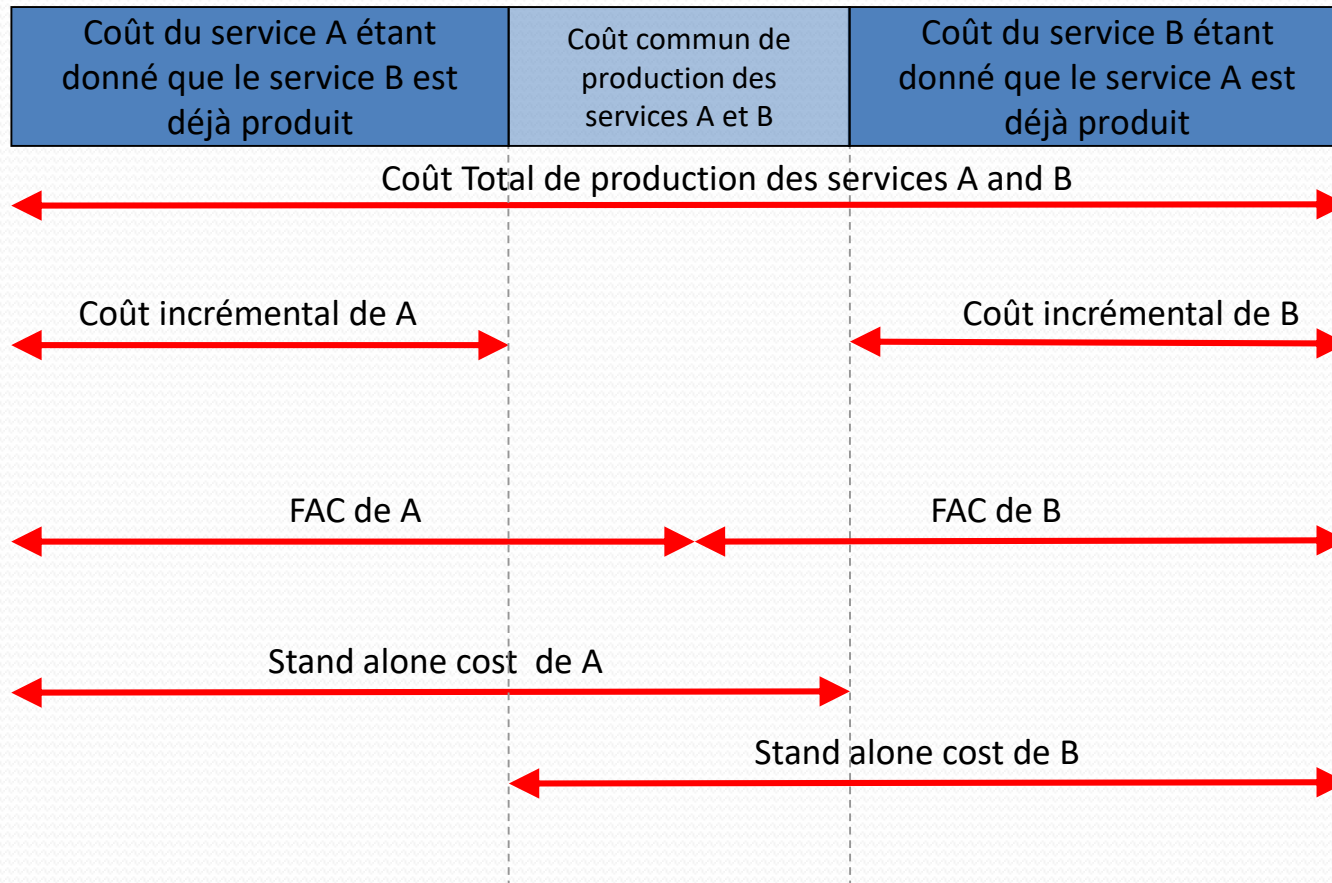 Coût du service A étant
donné que le service B est
déjà produit
Coût commun de
production des
services A et B
Coût du service B étant
donné que le service A est
déjà produit
Coût Total de production des services A and B
Coût incrémental de A
Coût incrémental de B
FAC de A
FAC de B
Stand alone cost de A
Stand alone cost de B